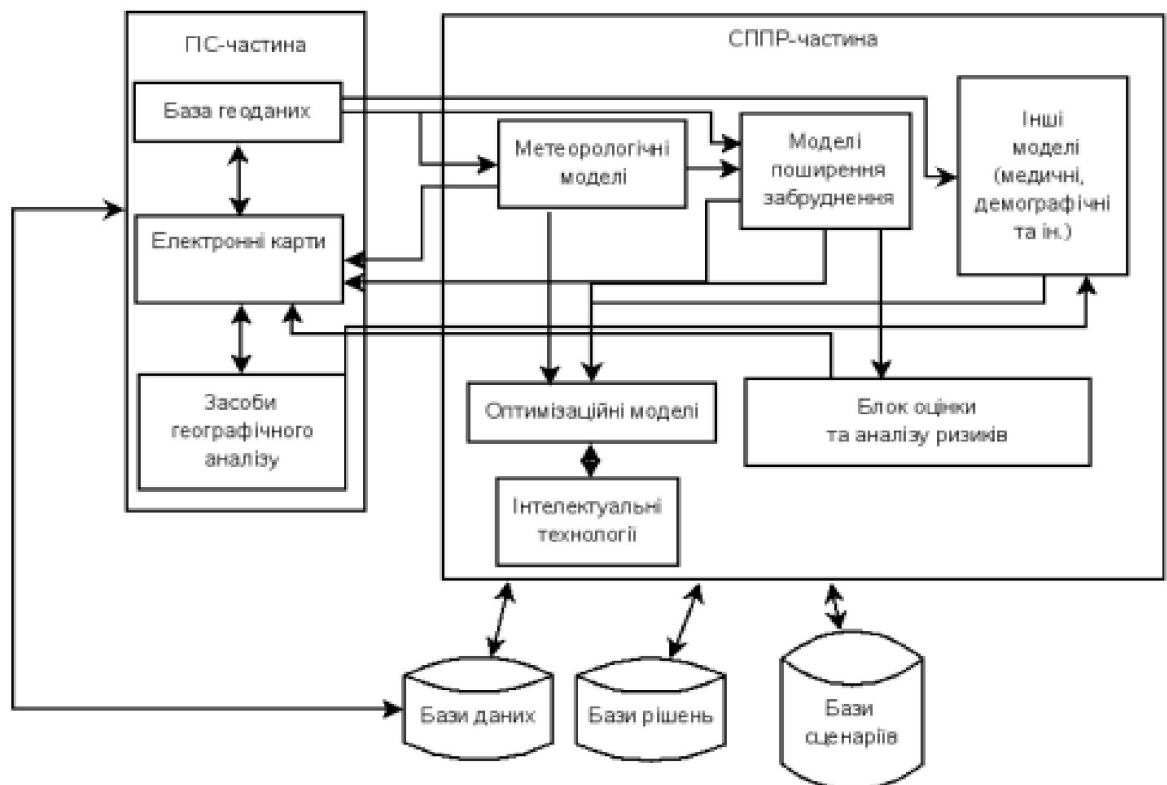 ГІС-частина
База геоданих
Електронні карти
Засоби
географічного
аналізу
СППР-частина
Метеорологічні
моделі
Моделі
поширення
забруднення
Інші
моделі
(медичні,
демографічні
та ін.)
Оптимізаційні моделі
Блок оцінки
та аналізу ризиків
Інтелектуальні
технології
Бази даних
Бази рішень
Бази
сценаріїв